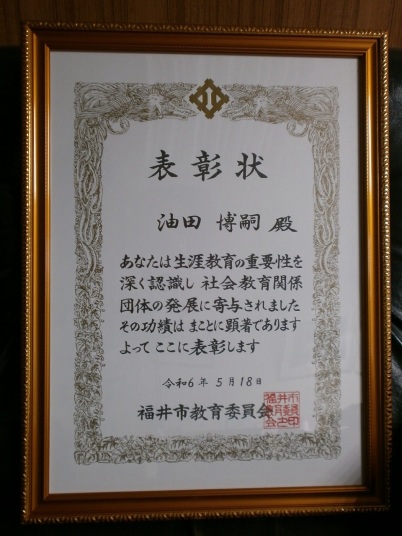 表彰状
油田 博嗣 殿
あなたは生涯教育の重要性を
深く認識し 社会教育関係
団体の発展に寄与されました
その功績は まことに顕著であります
よって ここに表彰します
令和6年 5月18日
福井市教育委員会